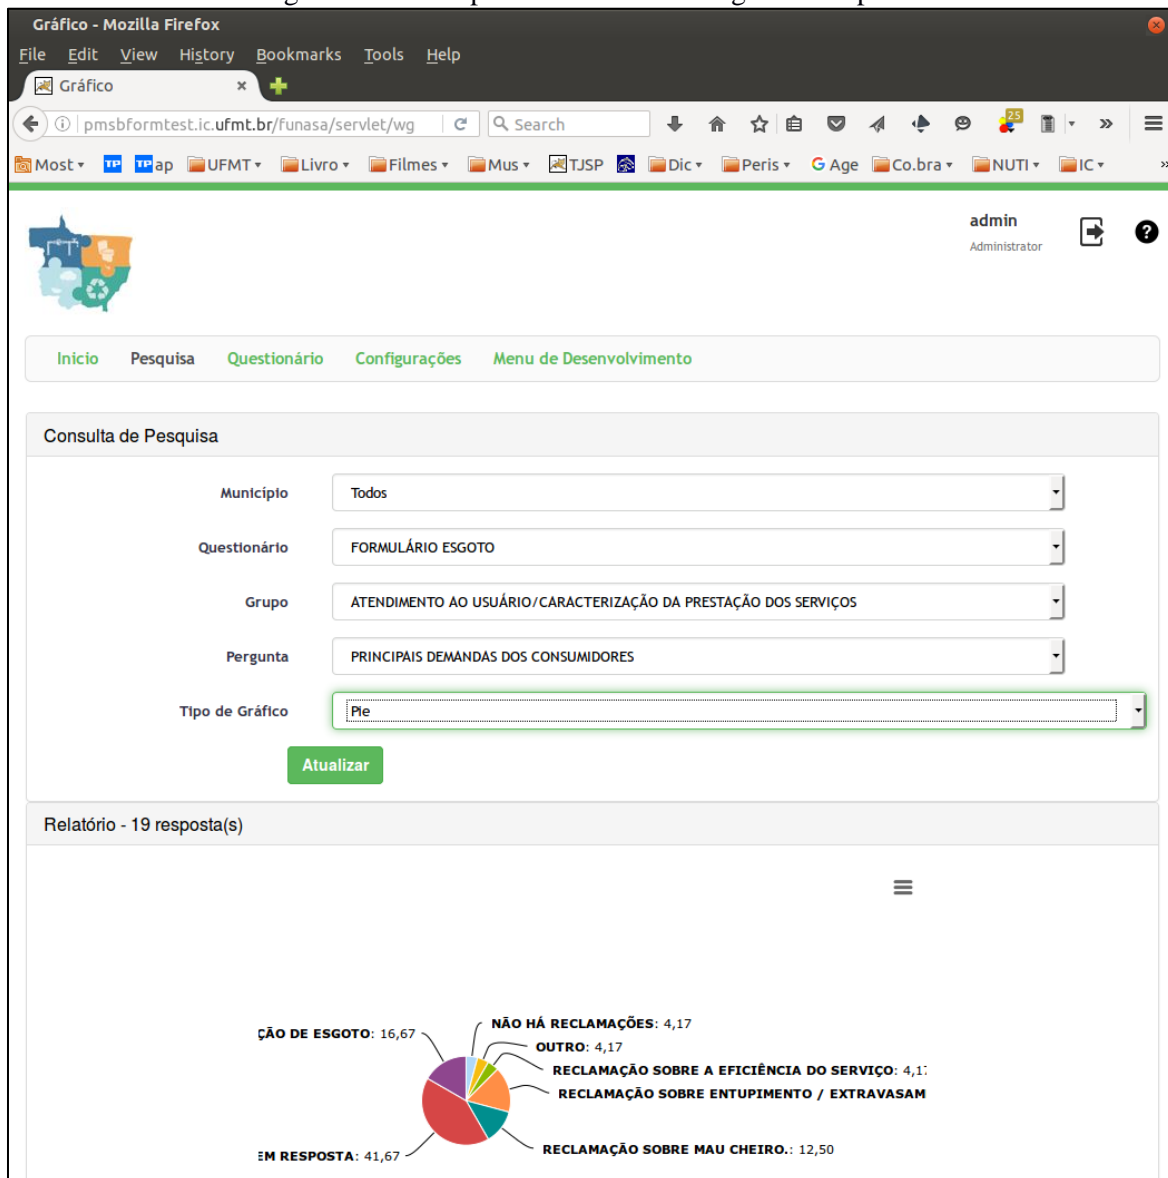 Gráfico - Mozilla Firefox
File Edit View History Bookmarks Tools Help
Gráfico
pmsbformtest.ic.ufmt.br/funasa/servlet/wg Search 25
Most TP TP ap UFMT Livro Filmes Mus TJSP Dic Peris G Age Co.bra NUTI IC
admin
Administrator
Inicio Pesquisa Questionário Configurações Menu de Desenvolvimento
Consulta de Pesquisa
Município Todos
Questionário FORMULÁRIO ESGOTO
Grupo ATENDIMENTO AO USUÁRIO/CARACTERIZAÇÃO DA PRESTAÇÃO DOS SERVIÇOS
Pergunta PRINCIPAIS DEMANDAS DOS CONSUMIDORES
Tipo de Gráfico Pie
Atualizar
Relatório - 19 resposta(s)
NÃO HÁ RECLAMAÇÕES: 4,17
ÇÃO DE ESGOTO: 16,67
OUTRO: 4,17
RECLAMAÇÃO SOBRE A EFICIÊNCIA DO SERVIÇO: 4,17
RECLAMAÇÃO SOBRE ENTUPIMENTO / EXTRAVASAM
RECLAMAÇÃO SOBRE MAU CHEIRO.: 12,50
EM RESPOSTA: 41,67